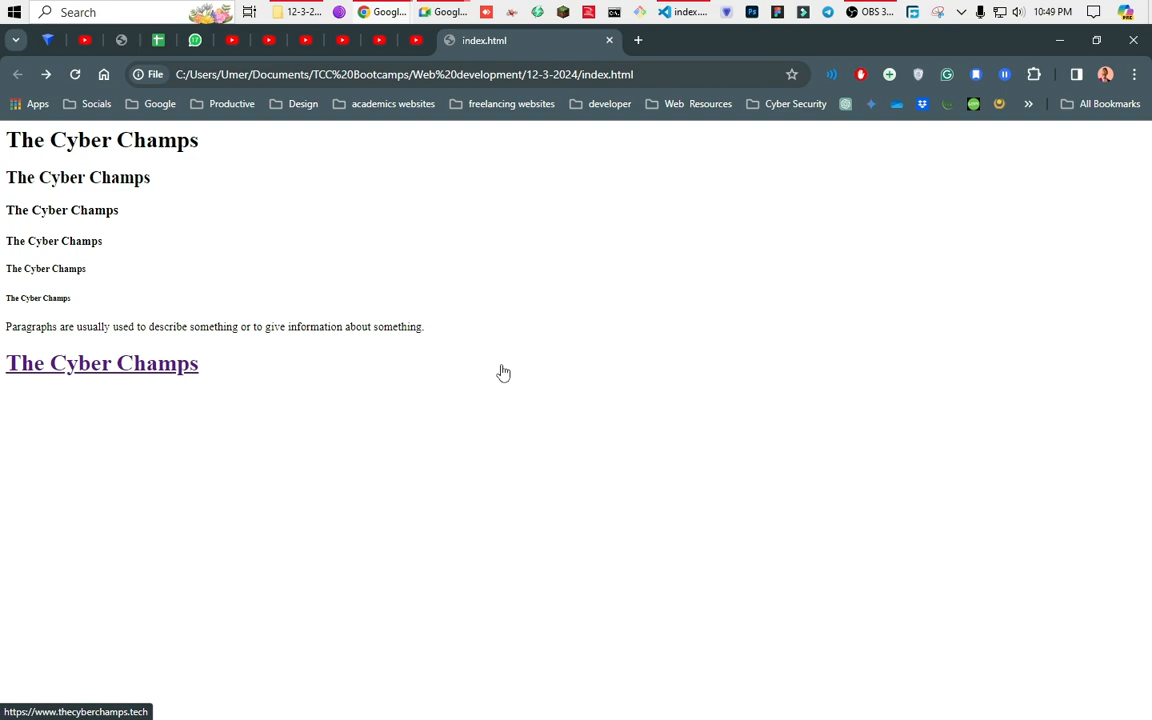 Search
12-3-2...
Googl...
Googl...
index....
OBS 3...
10:49 PM
index.html
File
C:/Users/Umer/Documents/TCC%20Bootcamps/Web%20development/12-3-2024/index.html
Apps
Socials
Google
Productive
Design
academics websites
freelancing websites
developer
Web Resources
Cyber Security
All Bookmarks
The Cyber Champs
The Cyber Champs
The Cyber Champs
The Cyber Champs
The Cyber Champs
The Cyber Champs
Paragraphs are usually used to describe something or to give information about something.
The Cyber Champs
https://www.thecyberchamps.tech